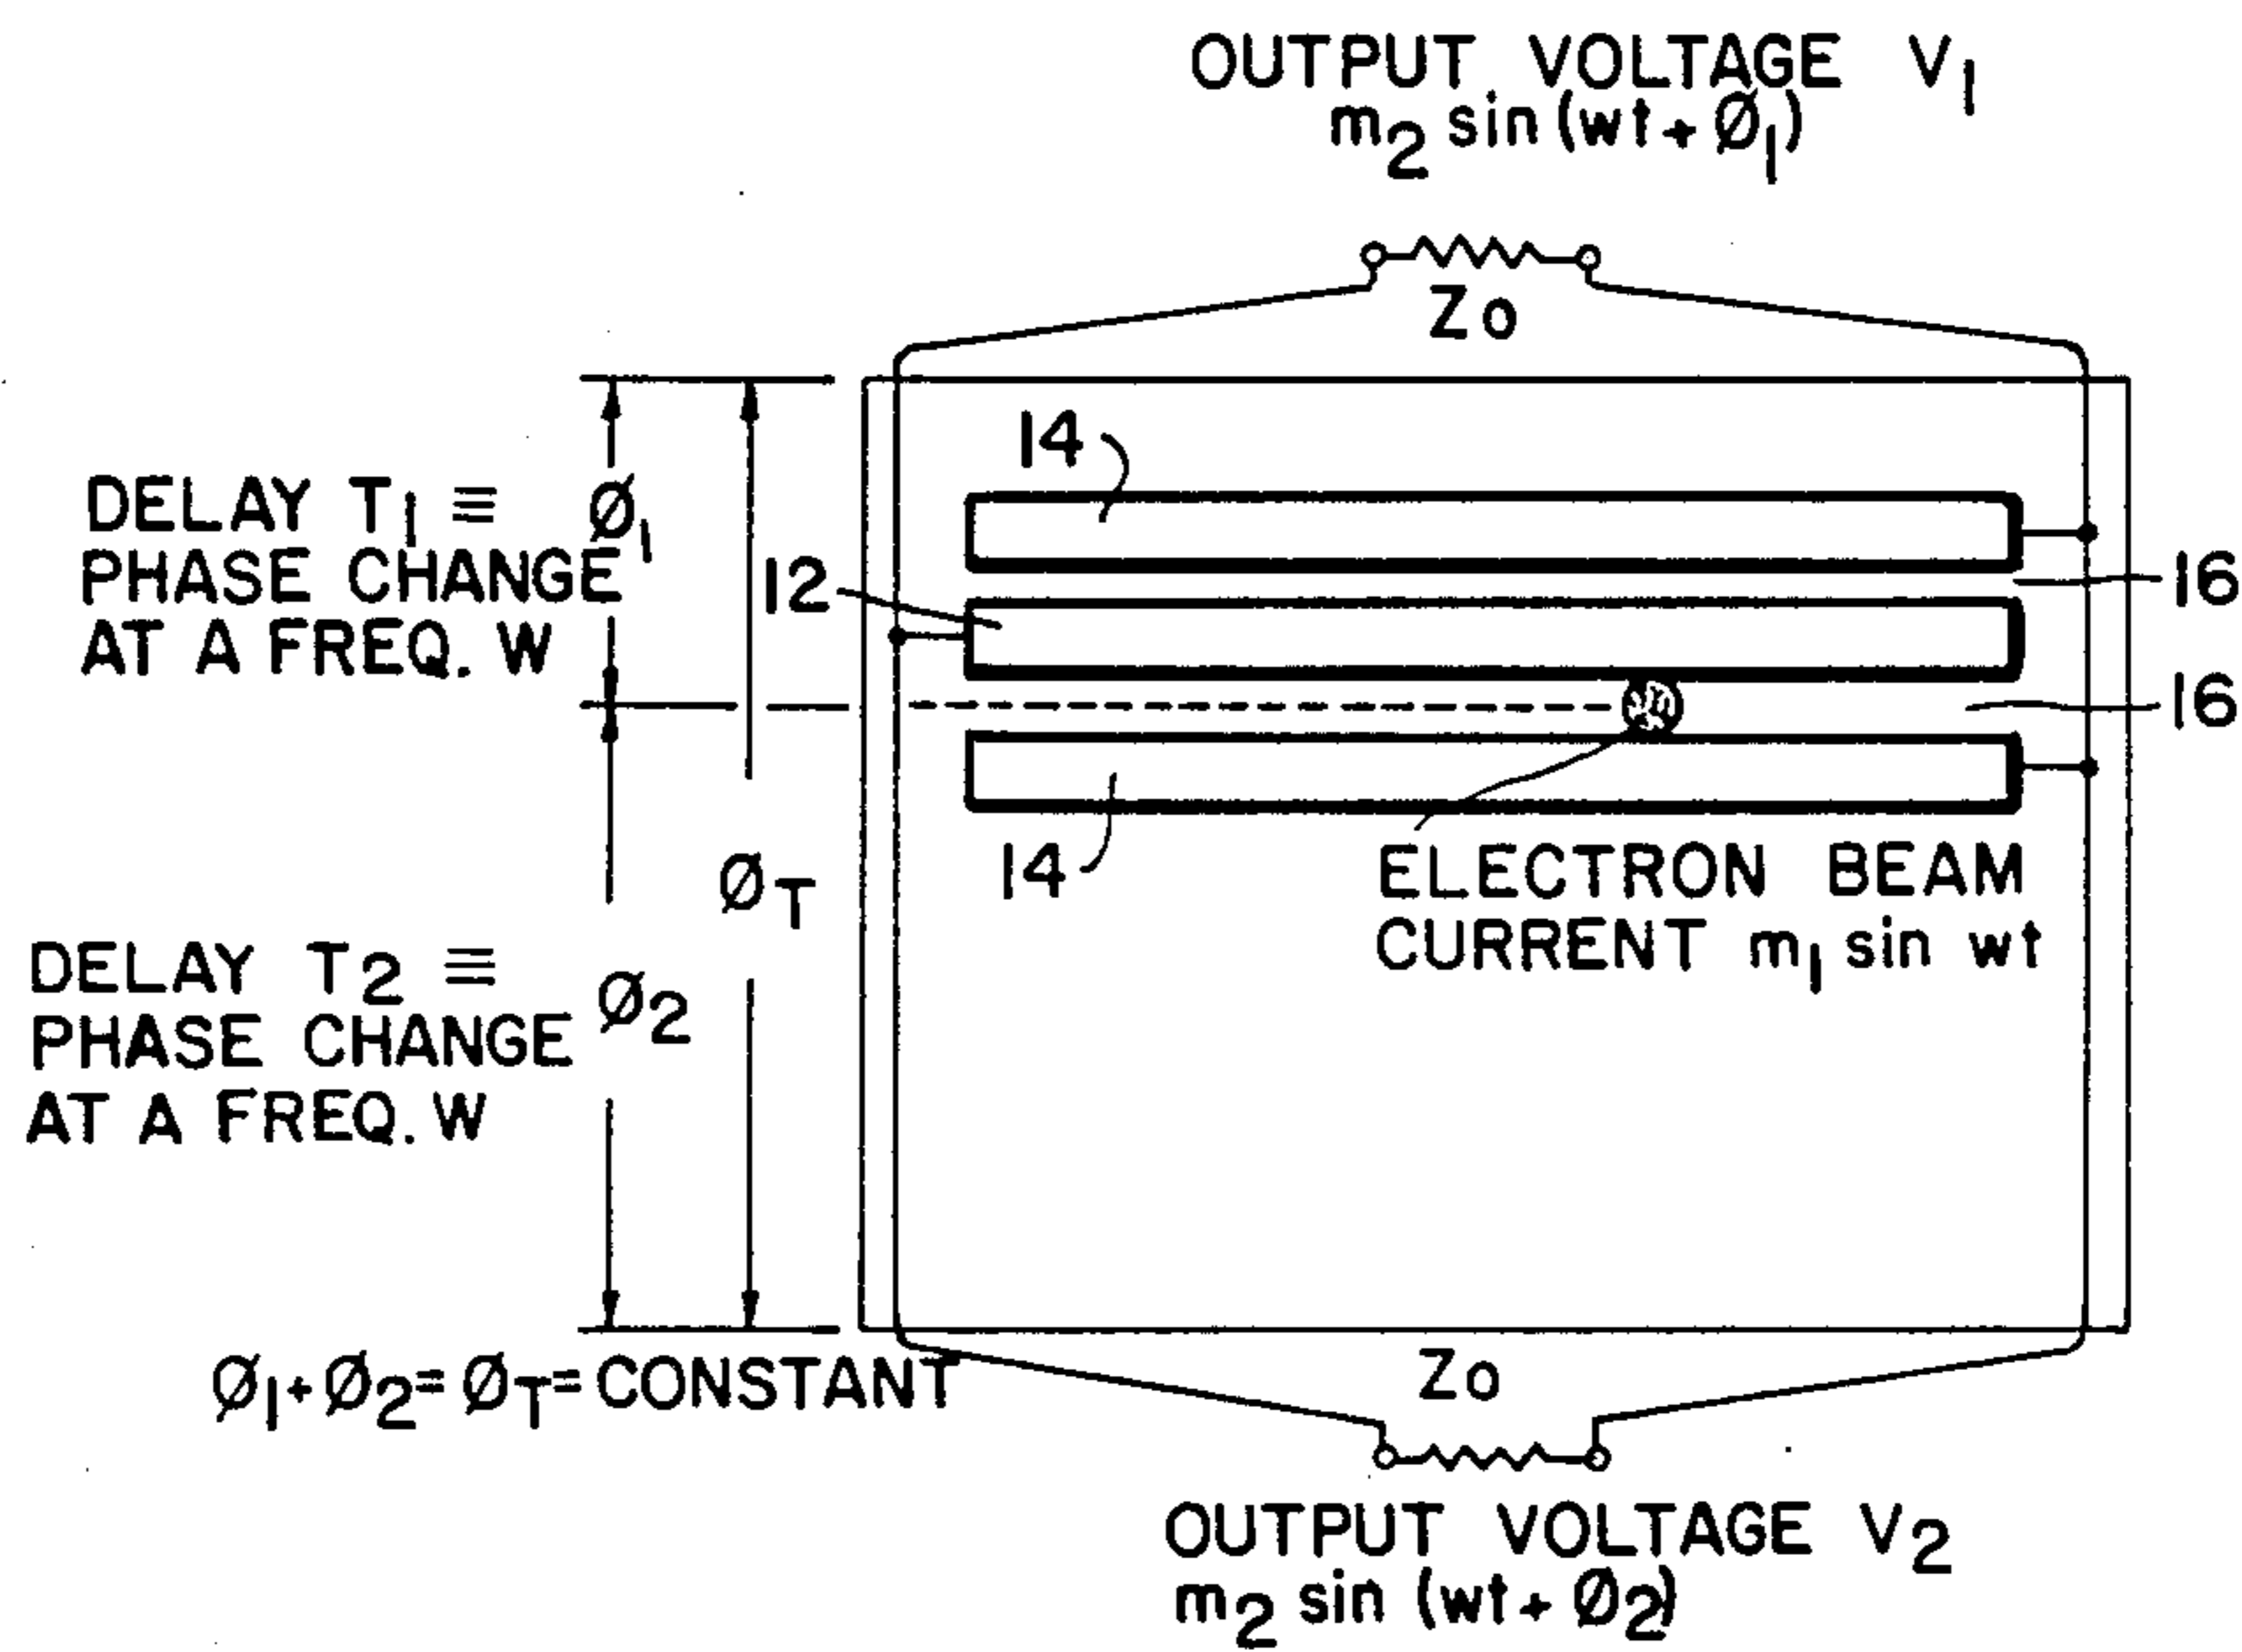 OUTPUT VOLTAGE V₁
m₂ sin (wt + Ø₁)
Zo
14
DELAY T₁ ≡ Ø₁
PHASE CHANGE
AT A FREQ. W
12
16
16
14
ØT
ELECTRON BEAM
CURRENT m₁ sin wt
DELAY T₂ ≡
PHASE CHANGE Ø₂
AT A FREQ. W
Ø₁+Ø₂=ØT=CONSTANT
Zo
OUTPUT VOLTAGE V₂
m₂ sin (wt + Ø₂)